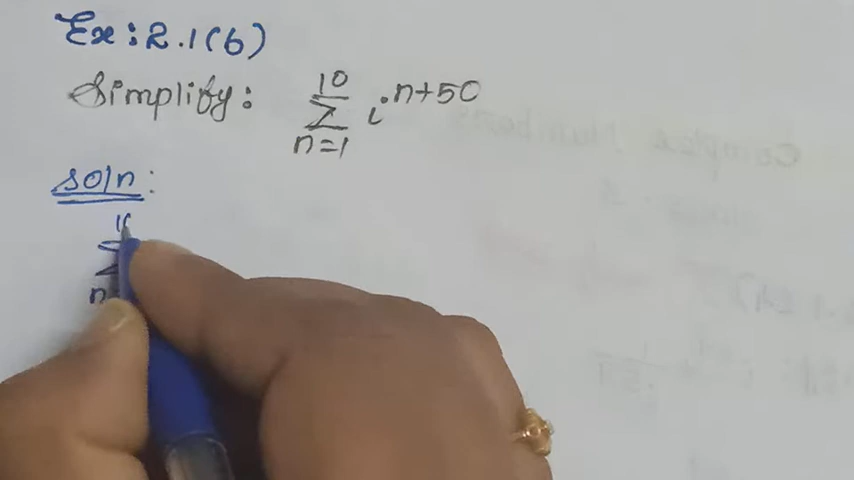 Ex: 2.1(6)
Simplify: 10 Σ n=1 i^n+50
Soln:
Σ n